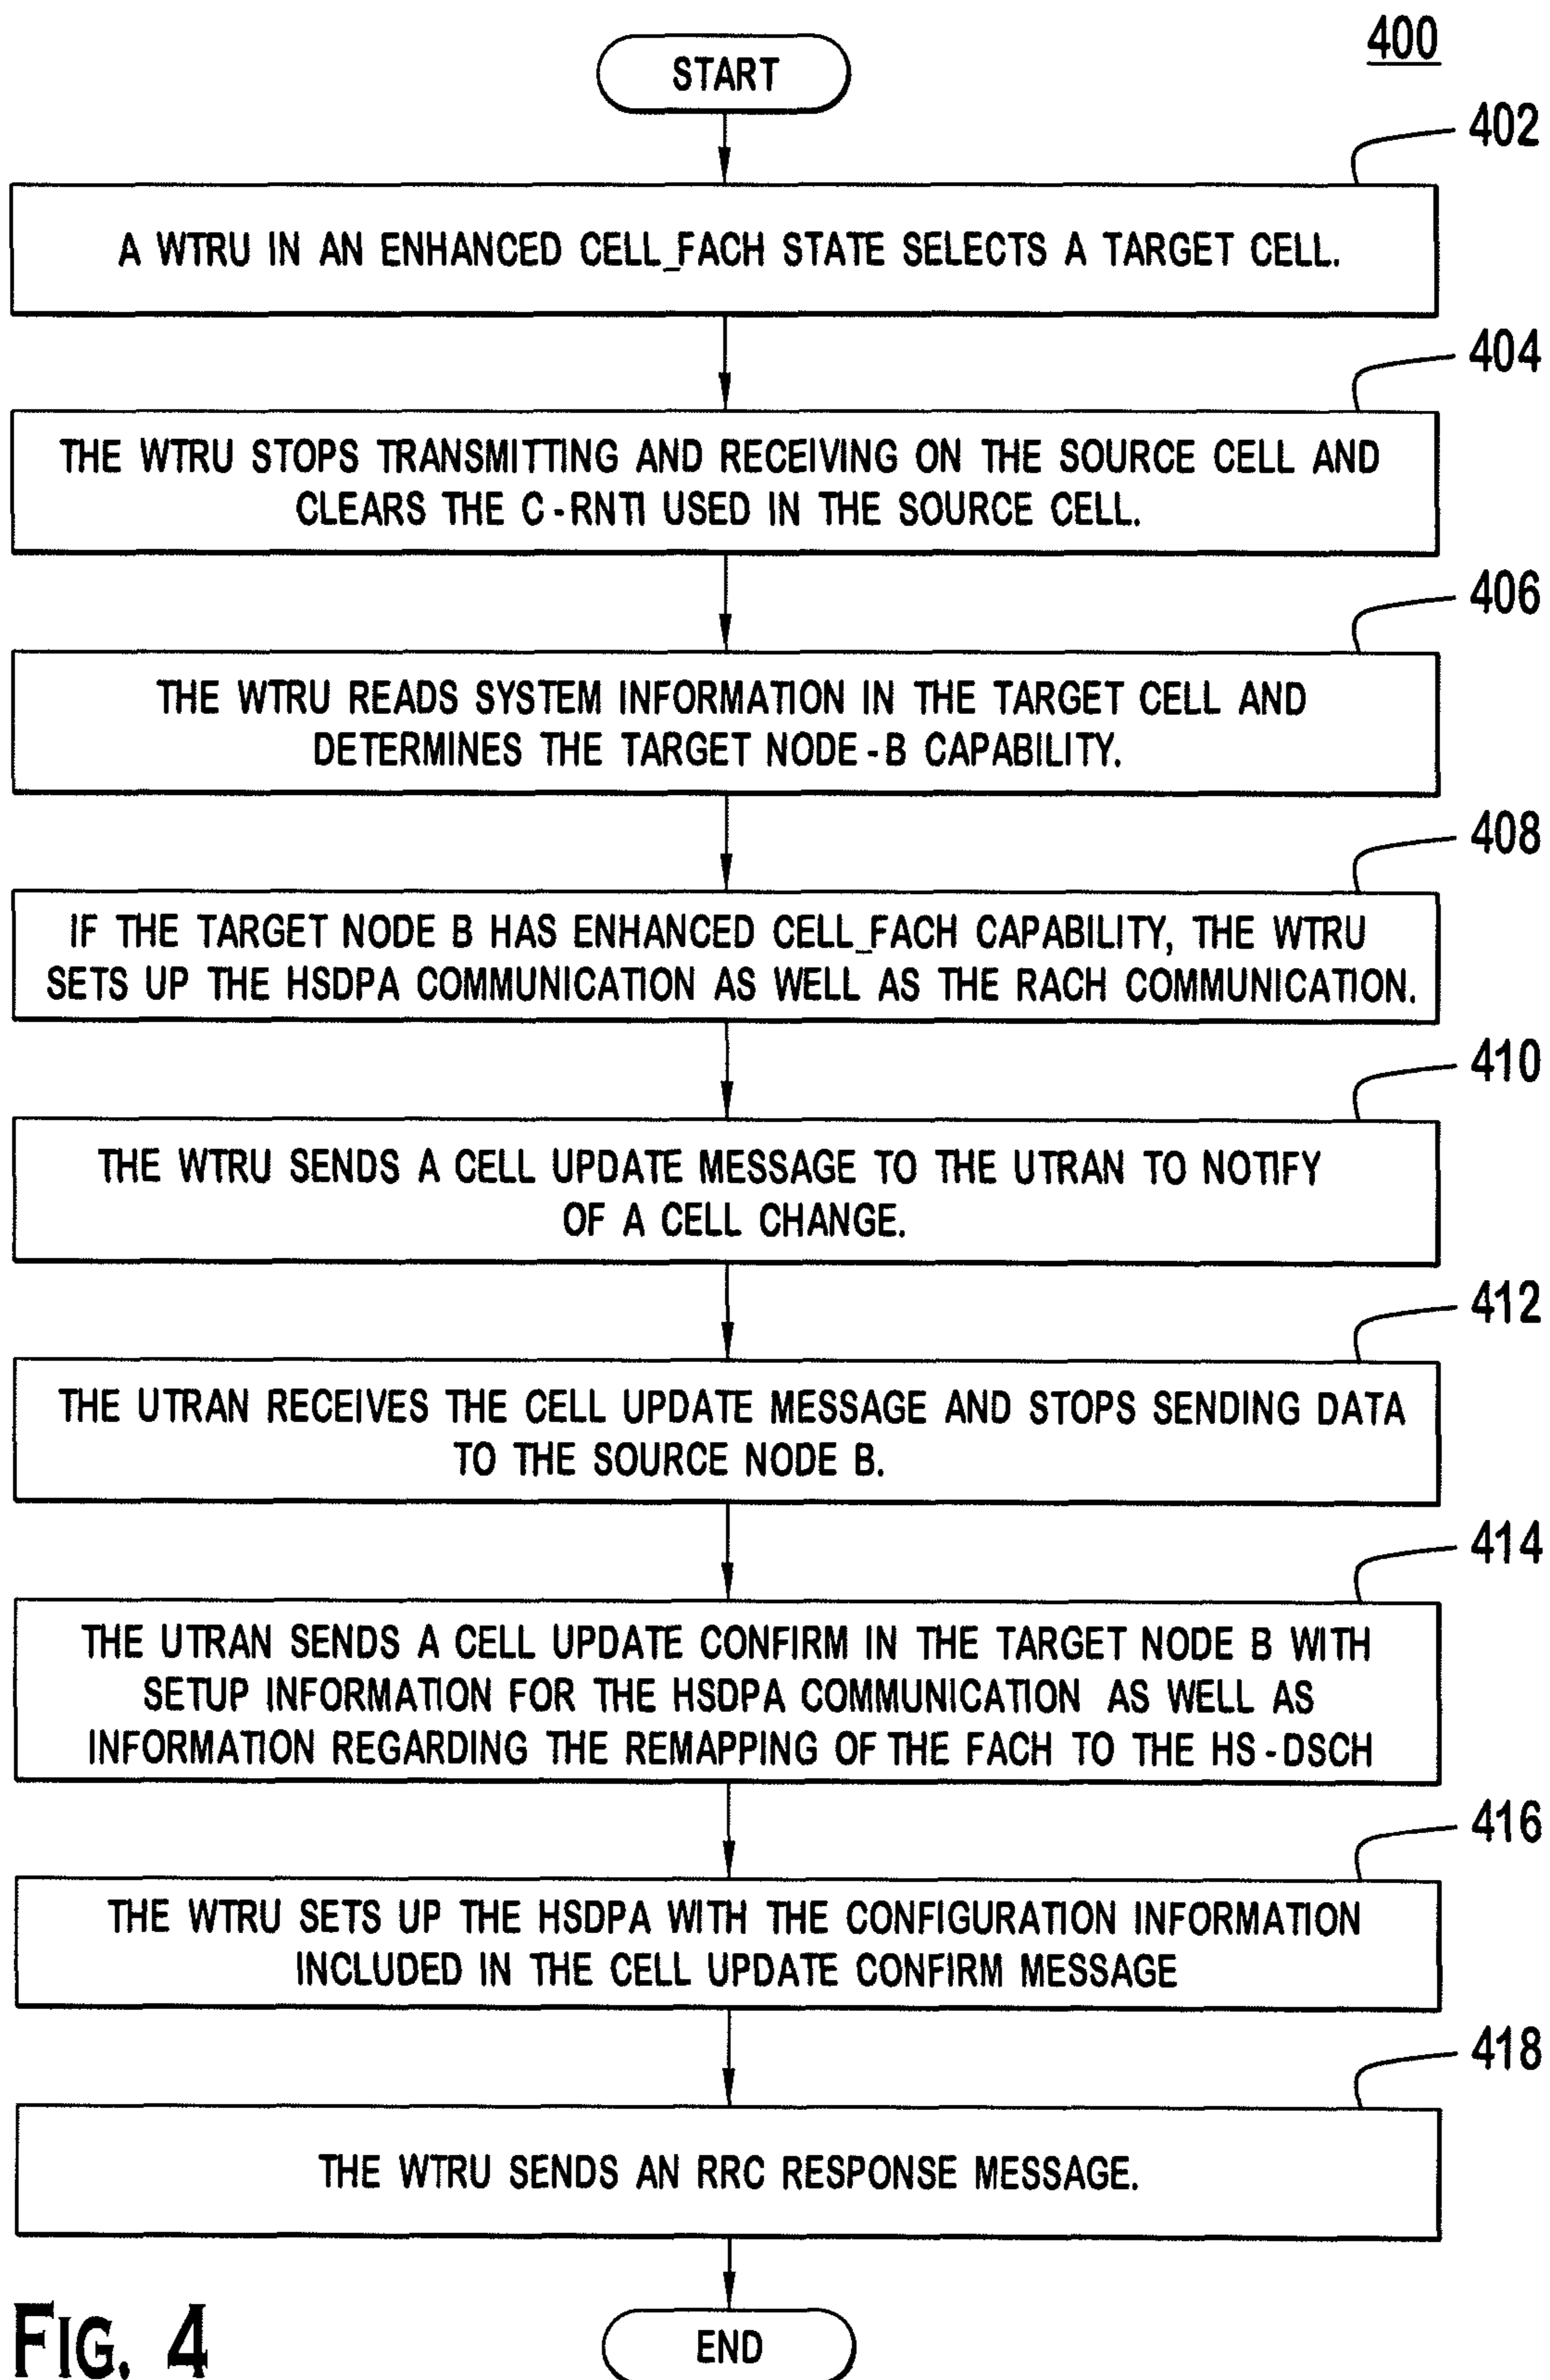 400
START
402
A WTRU IN AN ENHANCED CELL_FACH STATE SELECTS A TARGET CELL.
404
THE WTRU STOPS TRANSMITTING AND RECEIVING ON THE SOURCE CELL AND
CLEARS THE C-RNTI USED IN THE SOURCE CELL.
406
THE WTRU READS SYSTEM INFORMATION IN THE TARGET CELL AND
DETERMINES THE TARGET NODE-B CAPABILITY.
408
IF THE TARGET NODE B HAS ENHANCED CELL_FACH CAPABILITY, THE WTRU
SETS UP THE HSDPA COMMUNICATION AS WELL AS THE RACH COMMUNICATION.
410
THE WTRU SENDS A CELL UPDATE MESSAGE TO THE UTRAN TO NOTIFY
OF A CELL CHANGE.
412
THE UTRAN RECEIVES THE CELL UPDATE MESSAGE AND STOPS SENDING DATA
TO THE SOURCE NODE B.
414
THE UTRAN SENDS A CELL UPDATE CONFIRM IN THE TARGET NODE B WITH
SETUP INFORMATION FOR THE HSDPA COMMUNICATION AS WELL AS
INFORMATION REGARDING THE REMAPPING OF THE FACH TO THE HS-DSCH
416
THE WTRU SETS UP THE HSDPA WITH THE CONFIGURATION INFORMATION
INCLUDED IN THE CELL UPDATE CONFIRM MESSAGE
418
THE WTRU SENDS AN RRC RESPONSE MESSAGE.
END
FIG. 4